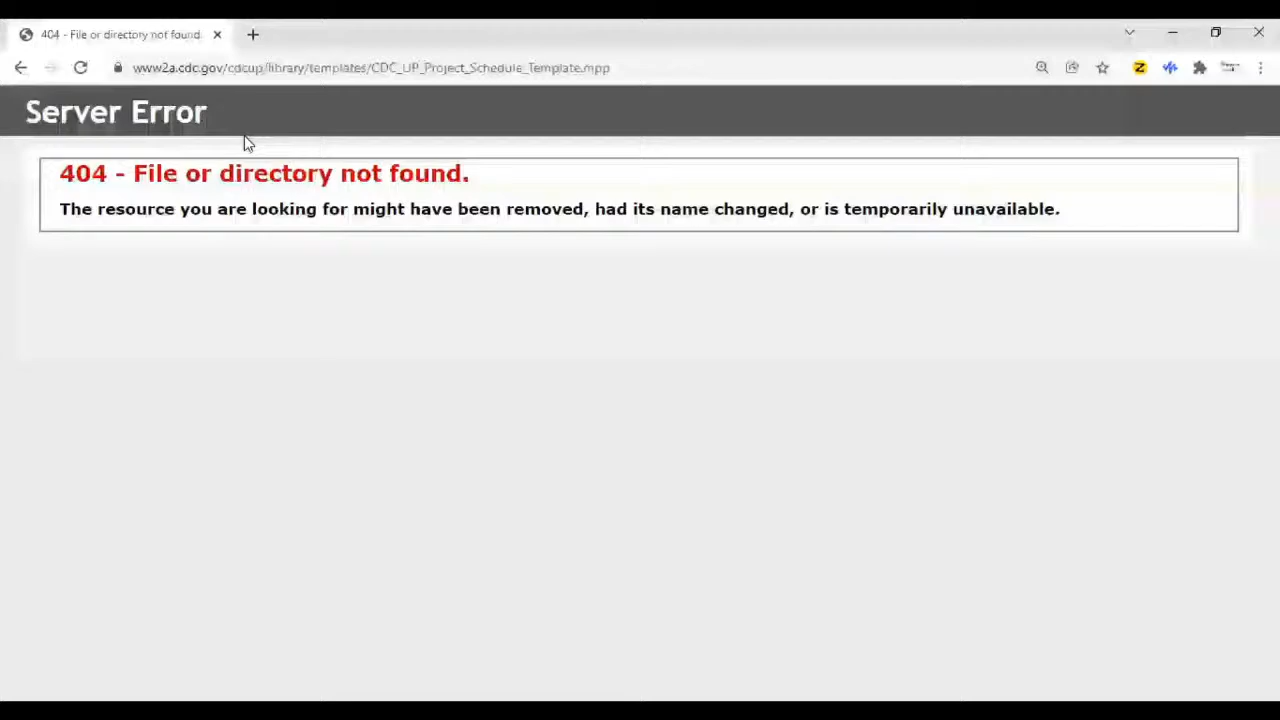 404 - File or directory not found.
www2a.cdc.gov/cdcup/library/templates/CDC_UP_Project_Schedule_Template.mpp
Server Error
404 - File or directory not found.
The resource you are looking for might have been removed, had its name changed, or is temporarily unavailable.